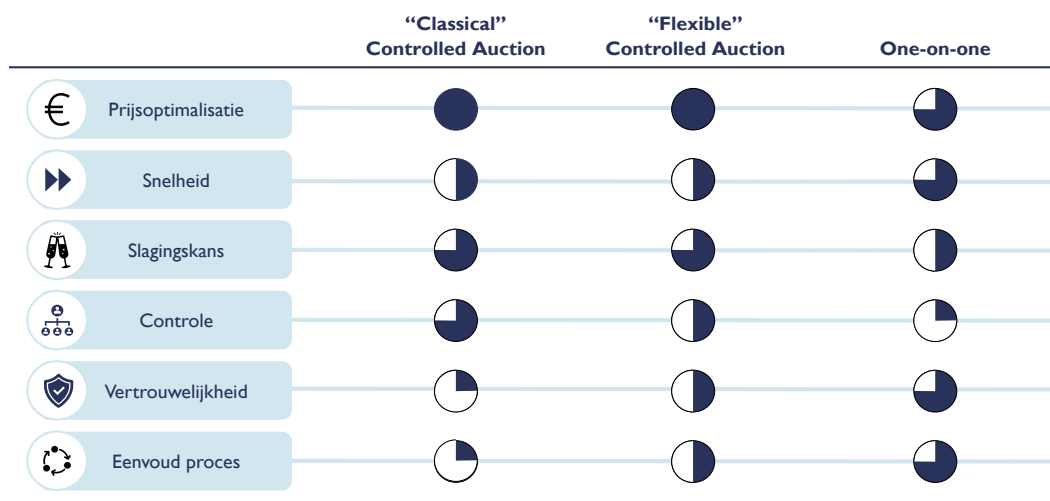 “Classical”
Controlled Auction
“Flexible”
Controlled Auction
One-on-one
€ Prijsoptimalisatie
Snelheid
Slagingskans
Controle
Vertrouwelijkheid
Eenvoud proces